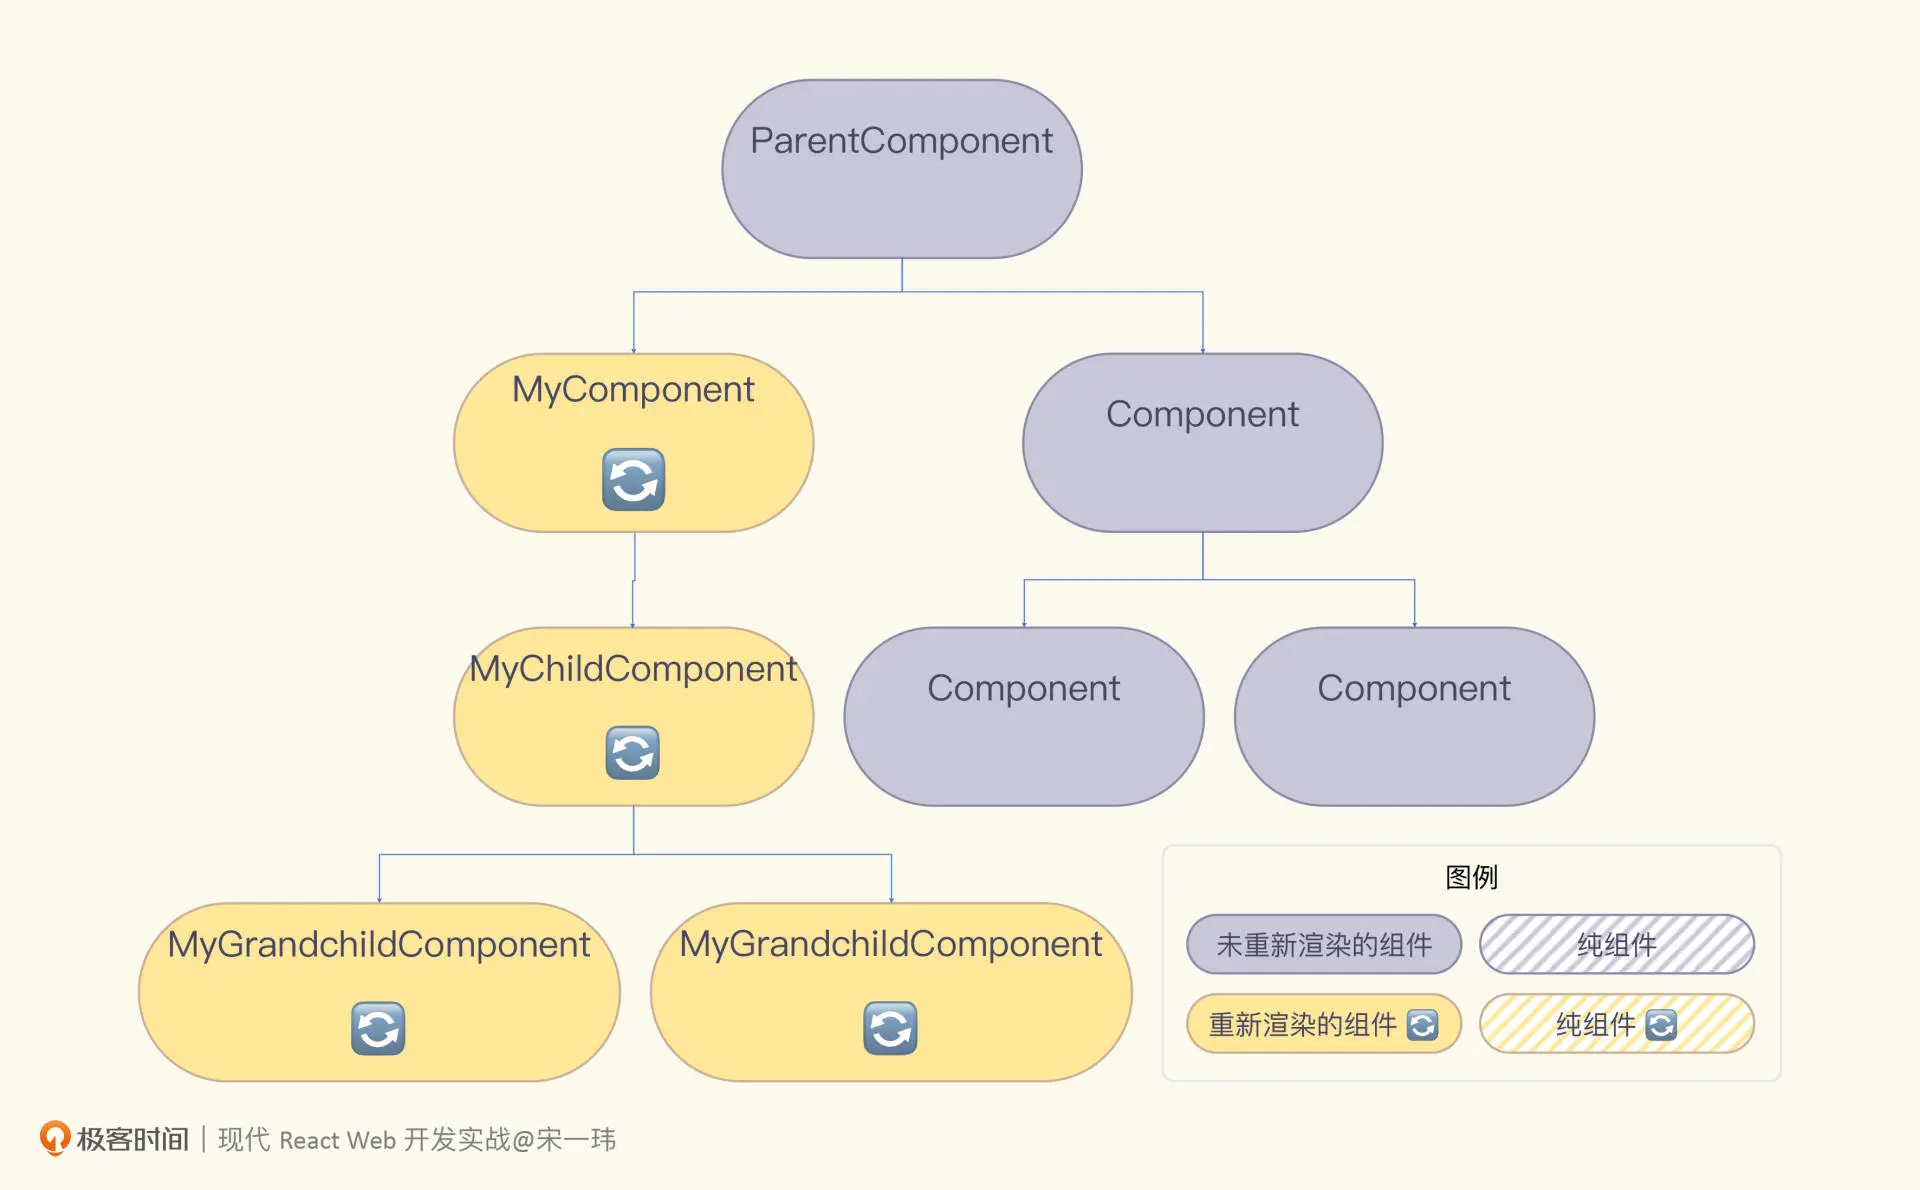 ParentComponent
MyComponent
Component
MyChildComponent
Component
Component
MyGrandchildComponent
MyGrandchildComponent
图例
未重新渲染的组件
纯组件
重新渲染的组件
纯组件
极客时间 | 现代 React Web 开发实战@宋一玮